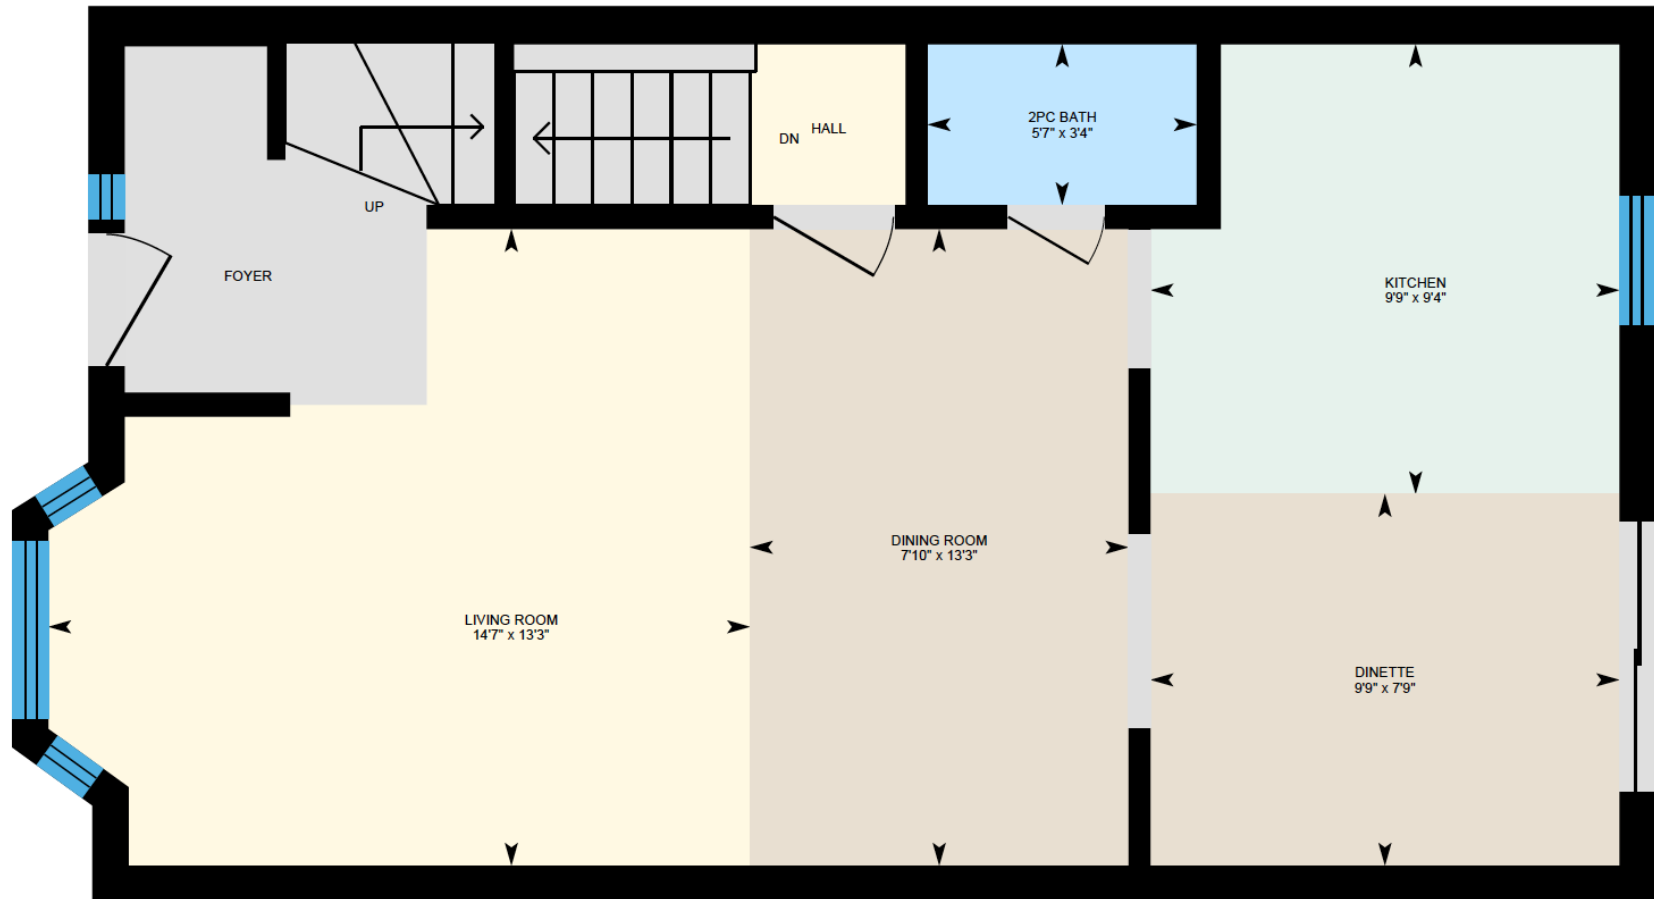 2PC BATH
5'7" x 3'4"
HALL
DN
UP
FOYER
KITCHEN
9'9" x 9'4"
DINING ROOM
7'10" x 13'3"
LIVING ROOM
14'7" x 13'3"
DINETTE
9'9" x 7'9"